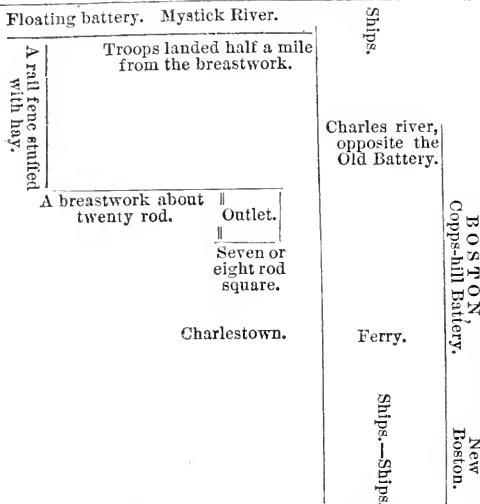 Floating battery. Mystick River.
Ships.
Troops landed half a mile
from the breastwork.
A rail fenc stuffed
with hay.
Charles river,
opposite the
Old Battery.
A breastwork about
twenty rod.
Outlet.
Seven or
eight rod
square.
BOSTON,
Copps-hill Battery.
Charlestown.
Ferry.
Ships.—Ships
New
Boston.